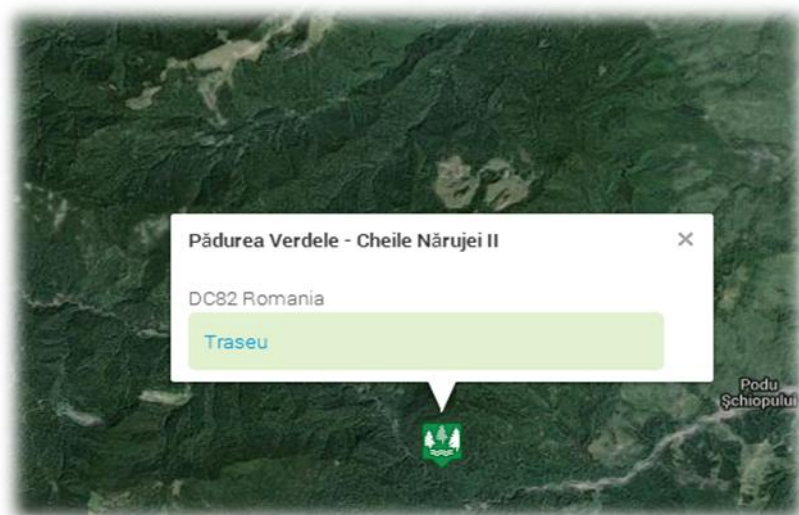 Pădurea Verdele - Cheile Nărujei II
×
DC82 Romania
Traseu
Podu
Șchiopului